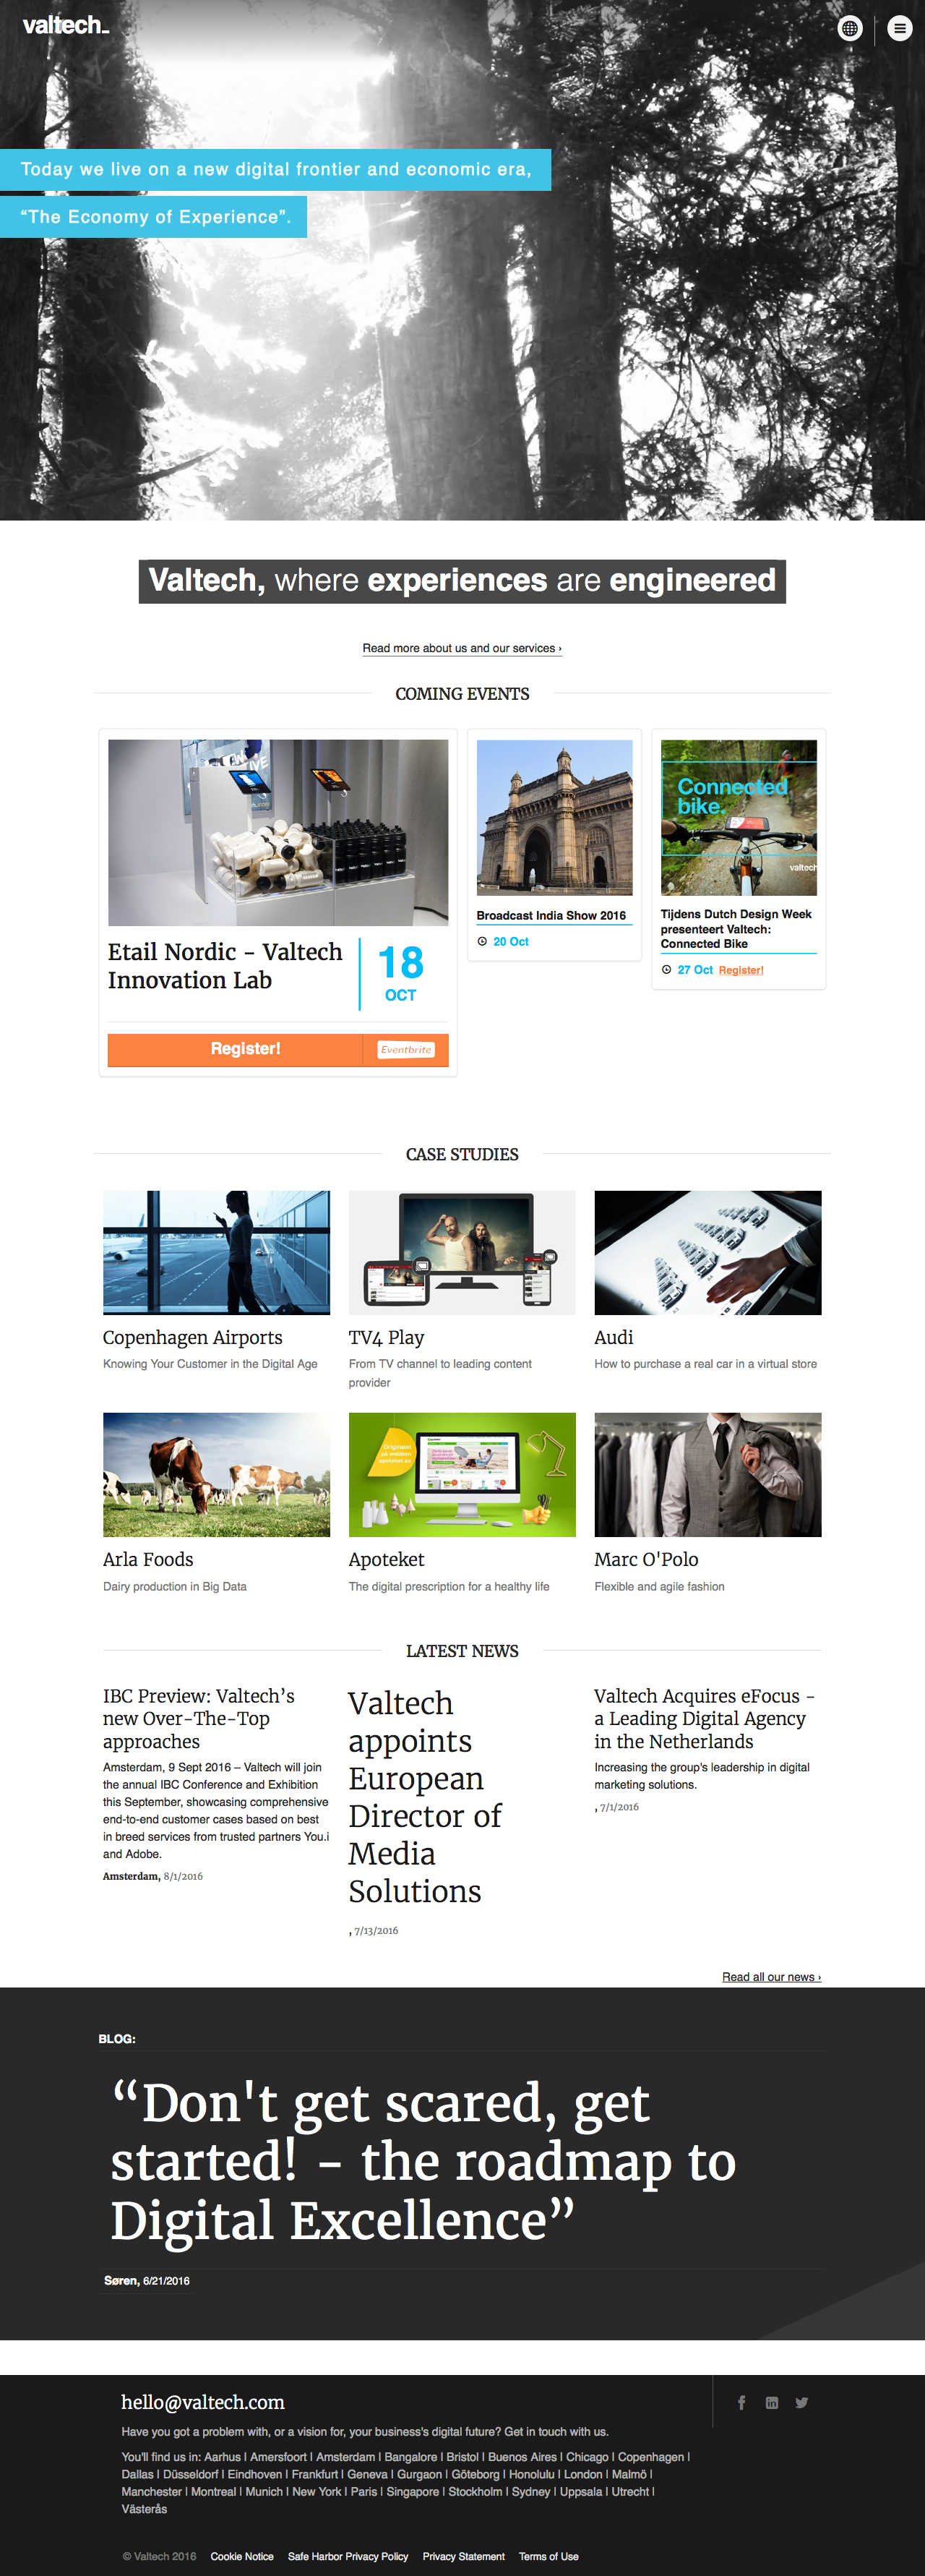 valtech_
Today we live on a new digital frontier and economic era,
“The Economy of Experience”.
Valtech, where experiences are engineered
Read more about us and our services ›
COMING EVENTS
Connected
bike.
valtech
Etail Nordic - Valtech
Innovation Lab
18
OCT
Register!
Eventbrite
Broadcast India Show 2016
20 Oct
Tijdens Dutch Design Week
presenteert Valtech:
Connected Bike
27 Oct Register!
CASE STUDIES
Copenhagen Airports
Knowing Your Customer in the Digital Age
TV4 Play
From TV channel to leading content
provider
Audi
How to purchase a real car in a virtual store
Arla Foods
Dairy production in Big Data
Apoteket
The digital prescription for a healthy life
Marc O'Polo
Flexible and agile fashion
LATEST NEWS
IBC Preview: Valtech’s
new Over-The-Top
approaches
Amsterdam, 9 Sept 2016 – Valtech will join
the annual IBC Conference and Exhibition
this September, showcasing comprehensive
end-to-end customer cases based on best
in breed services from trusted partners You.i
and Adobe.
Amsterdam, 8/1/2016
Valtech
appoints
European
Director of
Media
Solutions
, 7/13/2016
Valtech Acquires eFocus -
a Leading Digital Agency
in the Netherlands
Increasing the group's leadership in digital
marketing solutions.
, 7/1/2016
Read all our news ›
BLOG:
“Don't get scared, get
started! - the roadmap to
Digital Excellence”
Søren, 6/21/2016
hello@valtech.com
Have you got a problem with, or a vision for, your business's digital future? Get in touch with us.
You'll find us in: Aarhus | Amersfoort | Amsterdam | Bangalore | Bristol | Buenos Aires | Chicago | Copenhagen |
Dallas | Düsseldorf | Eindhoven | Frankfurt | Geneva | Gurgaon | Göteborg | Honolulu | London | Malmö |
Manchester | Montreal | Munich | New York | Paris | Singapore | Stockholm | Sydney | Uppsala | Utrecht |
Västerås
© Valtech 2016 Cookie Notice Safe Harbor Privacy Policy Privacy Statement Terms of Use